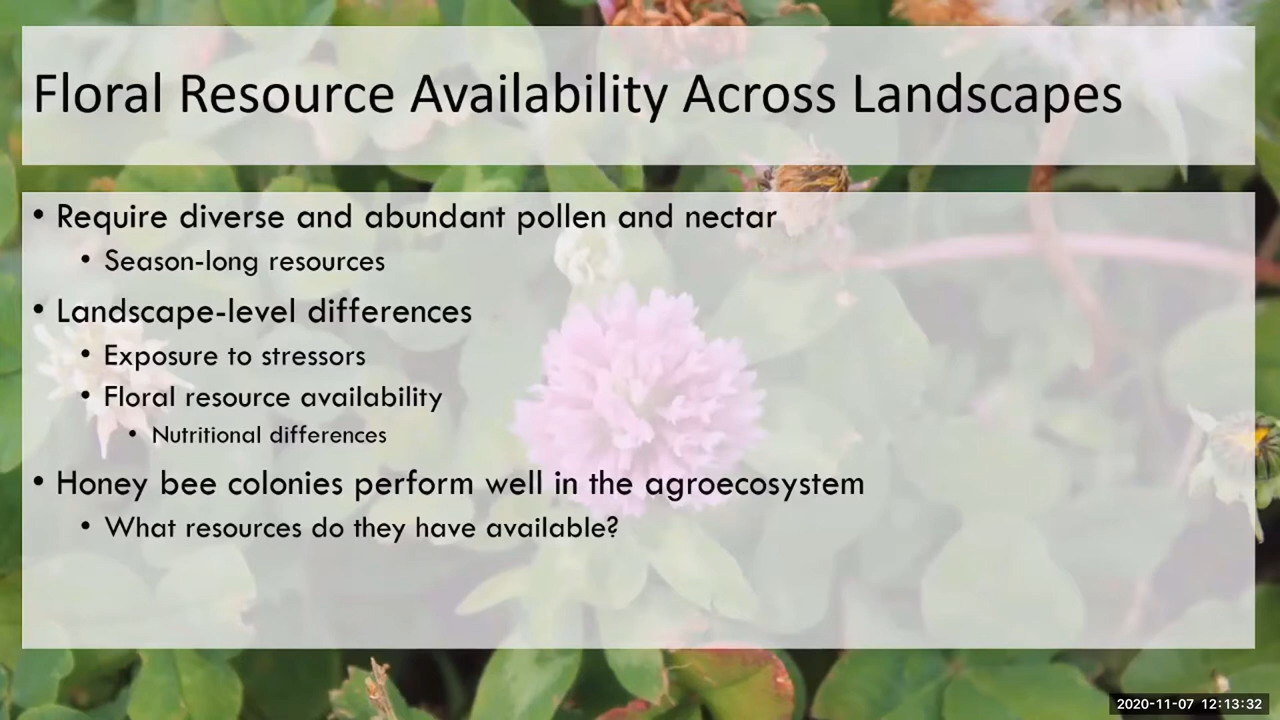 Floral Resource Availability Across Landscapes
• Require diverse and abundant pollen and nectar
• Season-long resources
• Landscape-level differences
• Exposure to stressors
• Floral resource availability
• Nutritional differences
• Honey bee colonies perform well in the agroecosystem
• What resources do they have available?
2020-11-07 12:13:32